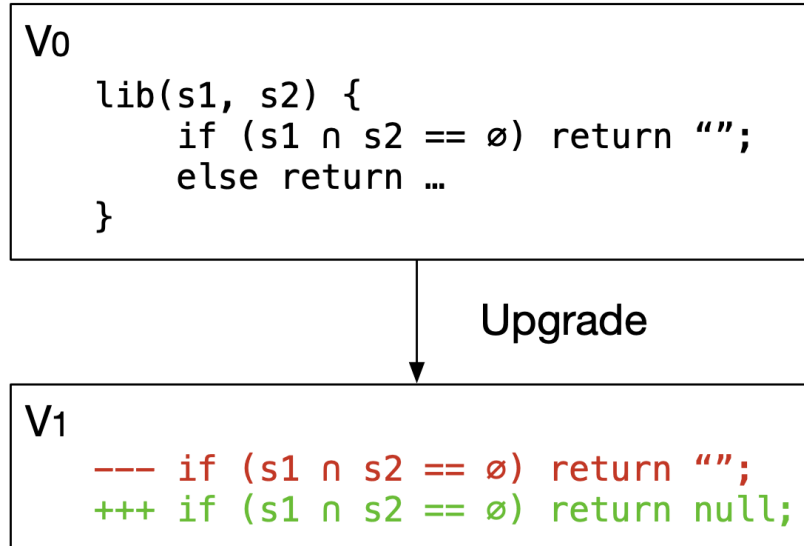 V0
lib(s1, s2) {
if (s1 ∩ s2 == ∅) return “”;
else return …
}
Upgrade
V1
--- if (s1 ∩ s2 == ∅) return “”;
+++ if (s1 ∩ s2 == ∅) return null;